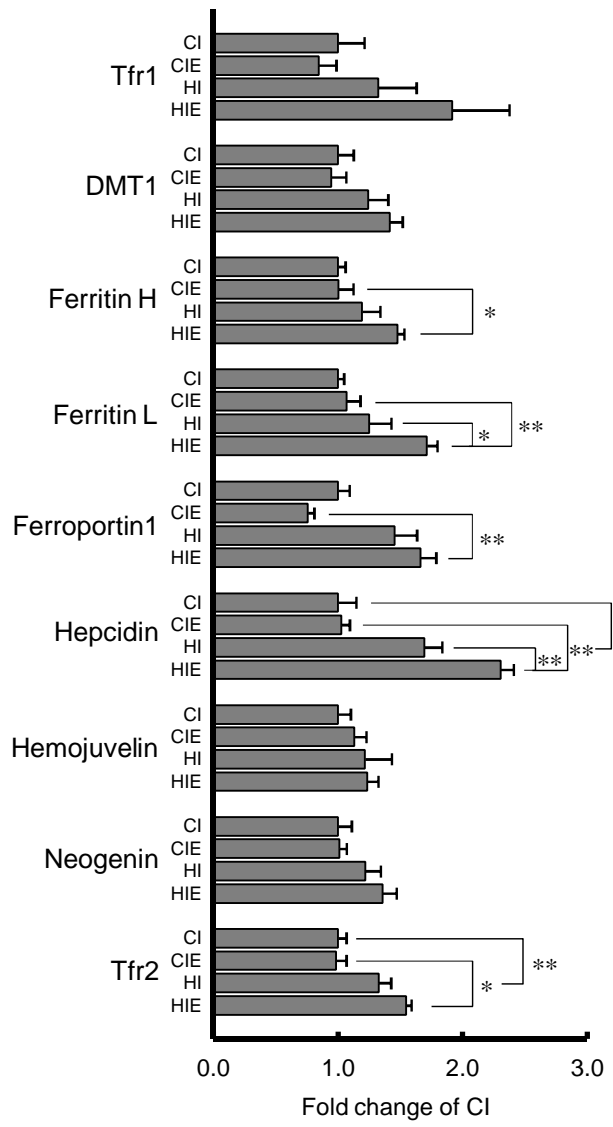 CI
CIE
Tfr1
HI
HIE
CI
CIE
DMT1
HI
HIE
CI
CIE
Ferritin H
HI
*
HIE
CI
CIE
Ferritin L
HI
* **
HIE
CI
CIE
Ferroportin1
HI
**
HIE
CI
CIE
Hepcidin
HI
** **
HIE
CI
CIE
Hemojuvelin
HI
HIE
CI
CIE
Neogenin
HI
HIE
CI
CIE
**
Tfr2
HI
*
HIE
0.0 1.0 2.0 3.0
Fold change of CI